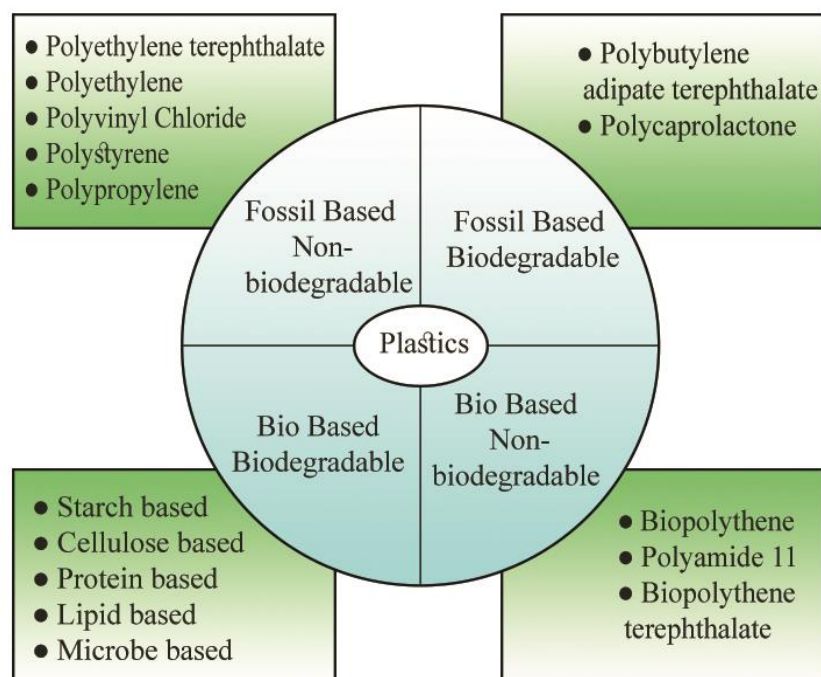 ● Polyethylene terephthalate
● Polyethylene
● Polyvinyl Chloride
● Polystyrene
● Polypropylene
● Polybutylene
adipate terephthalate
● Polycaprolactone
Fossil Based
Non-
biodegradable
Fossil Based
Biodegradable
Plastics
Bio Based
Biodegradable
Bio Based
Non-
biodegradable
● Starch based
● Cellulose based
● Protein based
● Lipid based
● Microbe based
● Biopolythene
● Polyamide 11
● Biopolythene
terephthalate